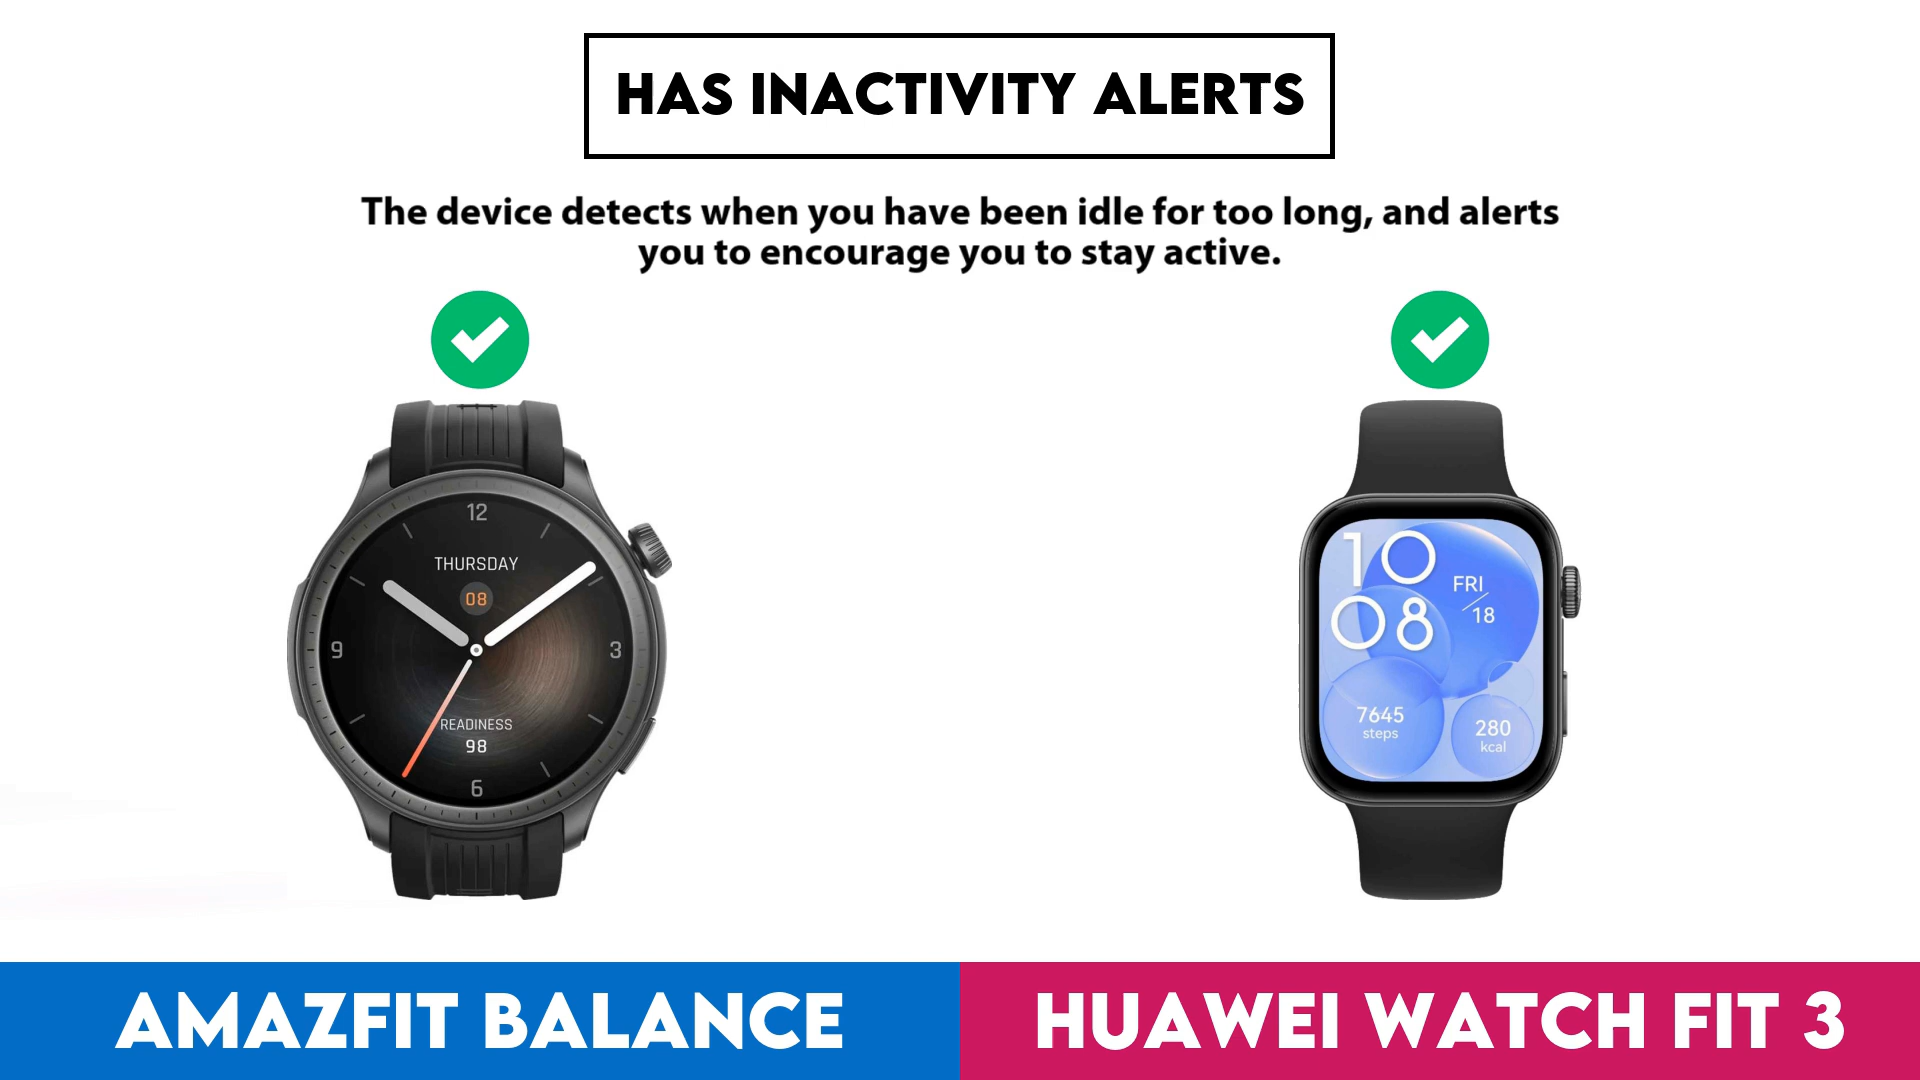 HAS INACTIVITY ALERTS
The device detects when you have been idle for too long, and alerts
you to encourage you to stay active.
12
THURSDAY
08
9
3
READINESS
98
6
10
08
FRI
18
7645
steps
280
kcal
AMAZFIT BALANCE
HUAWEI WATCH FIT 3